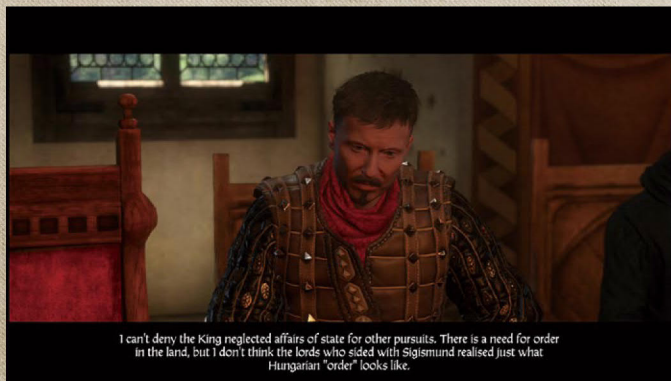 I can't deny the King neglected affairs of state for other pursuits. There is a need for order
in the land, but I don't think the lords who sided with Sigismund realised just what
Hungarian "order" looks like.